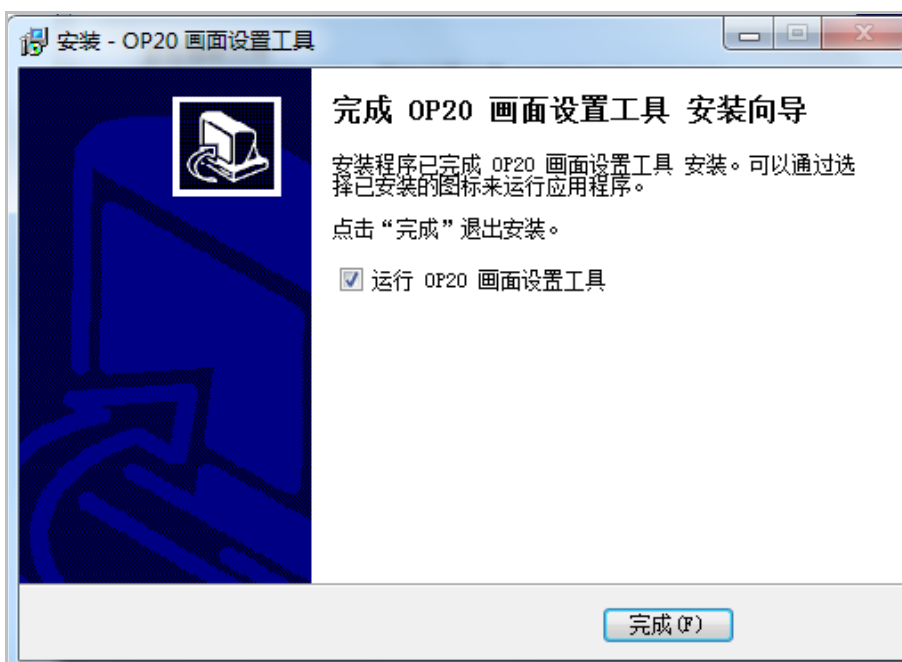 安装 - OP20 画面设置工具
完成 OP20 画面设置工具 安装向导
安装程序已完成 OP20 画面设置工具 安装。可以通过选
择已安装的图标来运行应用程序。
点击“完成”退出安装。
运行 OP20 画面设置工具
完成(F)